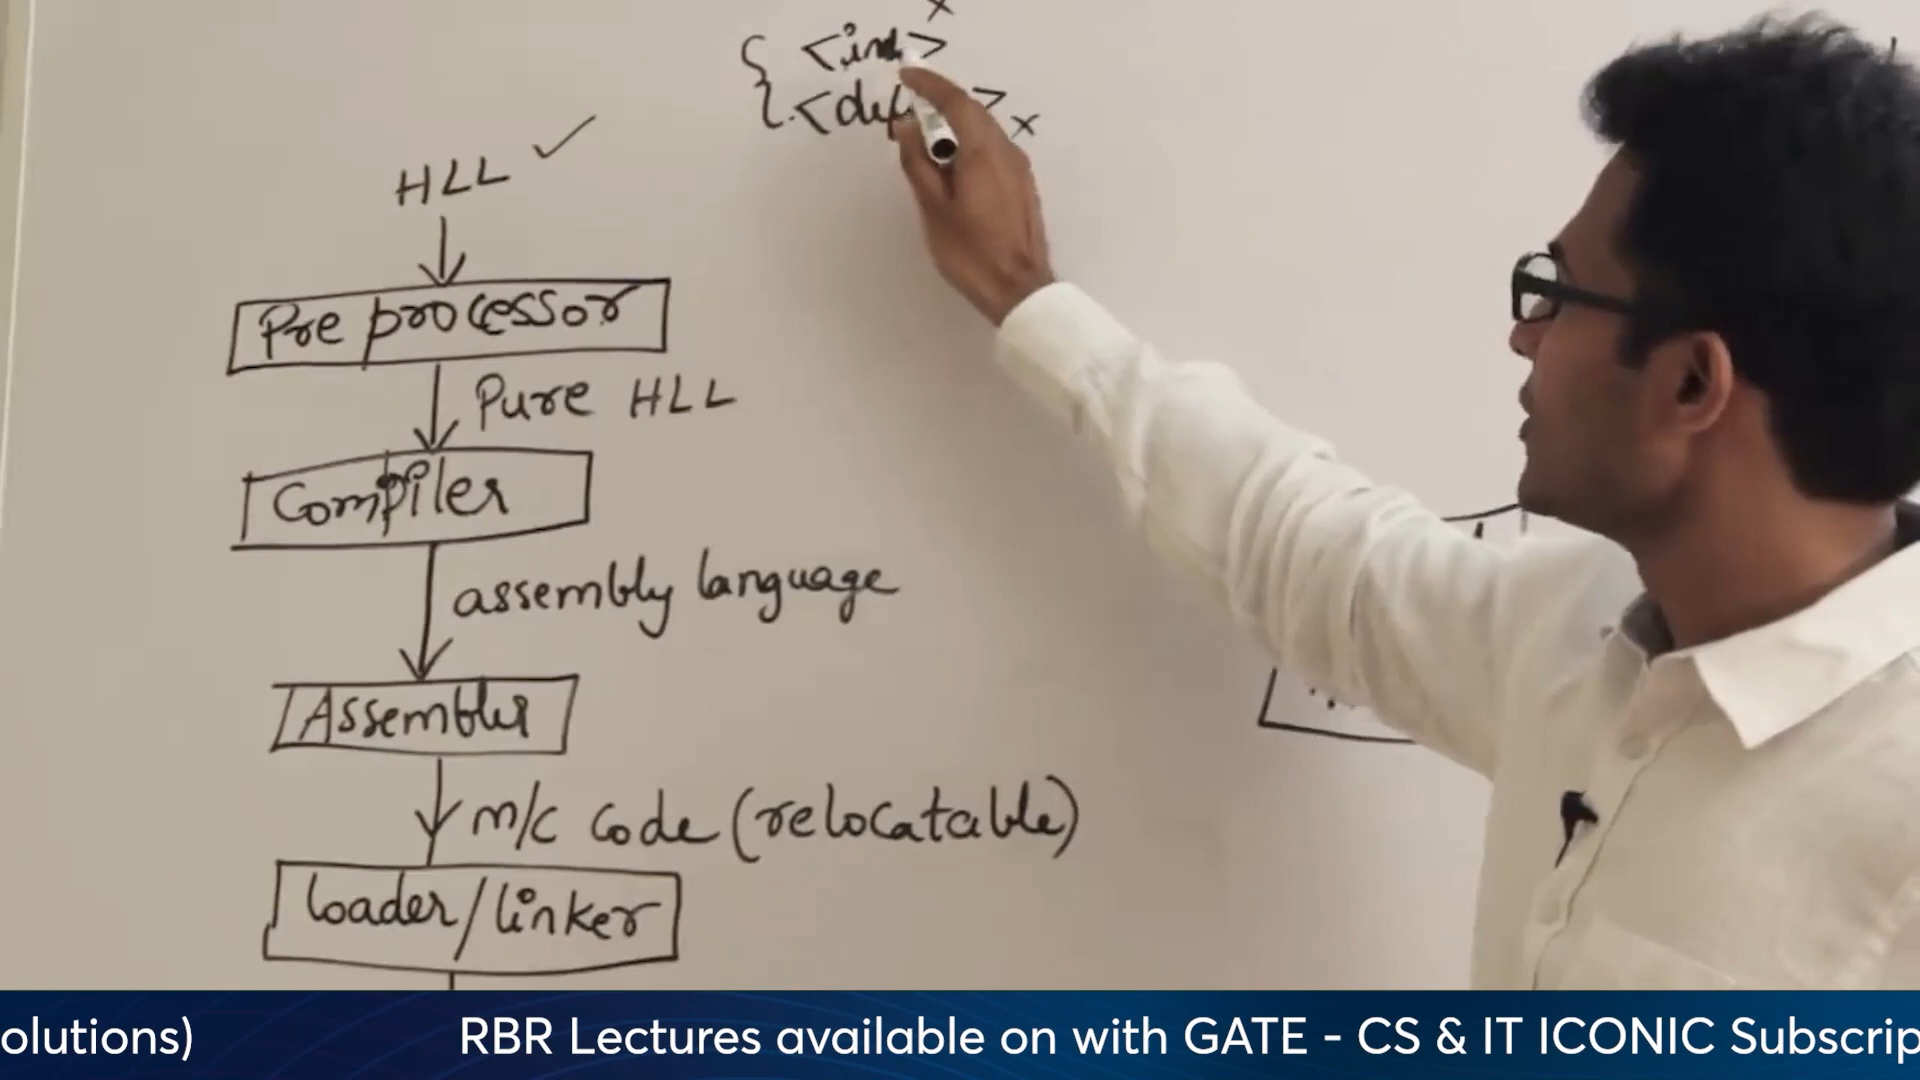 x
{
HLL ✓
x
Pre processor
Pure HLL
Compiler
assembly language
Assembler
m/c code (relocatable)
loader/linker
olutions) RBR Lectures available on with GATE - CS & IT ICONIC Subscrip